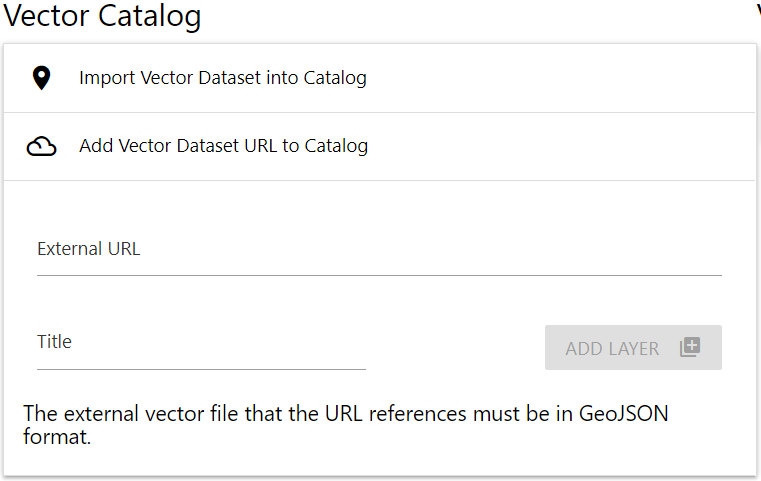 Vector Catalog
Import Vector Dataset into Catalog
Add Vector Dataset URL to Catalog
External URL
Title
ADD LAYER
The external vector file that the URL references must be in GeoJSON
format.